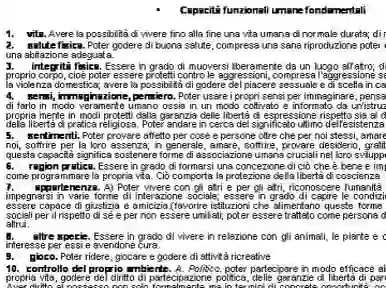 • Capacità funzionali umane fondamentali
1. vita. Avere la possibilità di vivere fino alla fine una vita umana di normale durata; di
2. salute fisica. Poter godere di buona salute, compresa una sana riproduzione poter
una abitazione adeguata.
3. integrità fisica. Essere in grado di muoversi liberamente da un luogo all'altro; di
proprio corpo, cioè poter essere protetti contro le aggressioni, compresa l'aggressione
la violenza domestica; avere la possibilità di godere del piacere sessuale e di scelta in
4. sensi, immaginazione, pensiero. Poter usare i propri sensi per immaginare,
di farlo in modo veramente umano ossia in un modo coltivato e informato da
propria mente in modi protetti dalla garanzia delle libertà di espressione rispetto sia al
della libertà di pratica religiosa. Poter andare in cerca del significato ultimo dell'esistenza
5. sentimenti. Poter provare affetto per cose e persone oltre che per noi stessi, amare
noi, soffrire per la loro assenza; in generale, amare, soffrire, provare desiderio,
questa capacità significa sostenere forme di associazione umana cruciali nello
6. ragion pratica. Essere in grado di formarsi una concezione di ciò che è bene e
come programmare la propria vita. Ciò comporta la protezione della libertà di coscienza
7. appartenenza. A) Poter vivere con gli altri e per gli altri, riconoscere l'umanità
impegnarsi in varie forme di interazione sociale; essere in grado di capire le
essere capace di giustizia e amicizia.(favorire istituzioni che alimentano queste forme
sociali per il rispetto di sé e per non essere umiliati; poter essere trattato come persona
altrui.
8. altre specie. Essere in grado di vivere in relazione con gli animali, le piante e
interesse per essi e avendone cura.
9. gioco. Poter ridere, giocare e godere di attività ricreative
10. controllo del proprio ambiente. A. Politico, poter partecipare in modo efficace
propria vita, godere del diritto di partecipazione politica, delle garanzie di libertà di